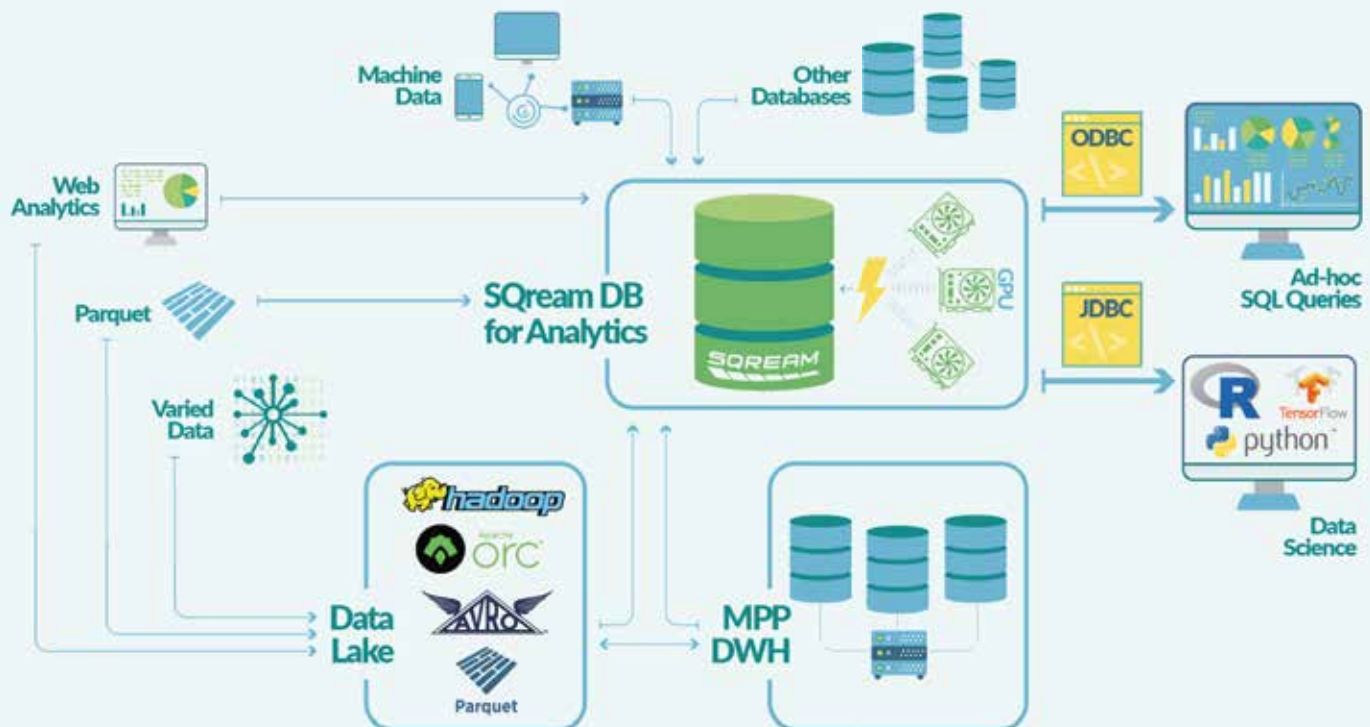 Machine
Data
Other
Databases
ODBC
</>
Web
Analytics
SQream DB
for Analytics
SQREAM
GPU
Ad-hoc
SQL Queries
JDBC
</>
Parquet
Varied
Data
R
TensorFlow
python™
Data
Science
hadoop
orc
AVRO
Parquet
Data
Lake
MPP
DWH